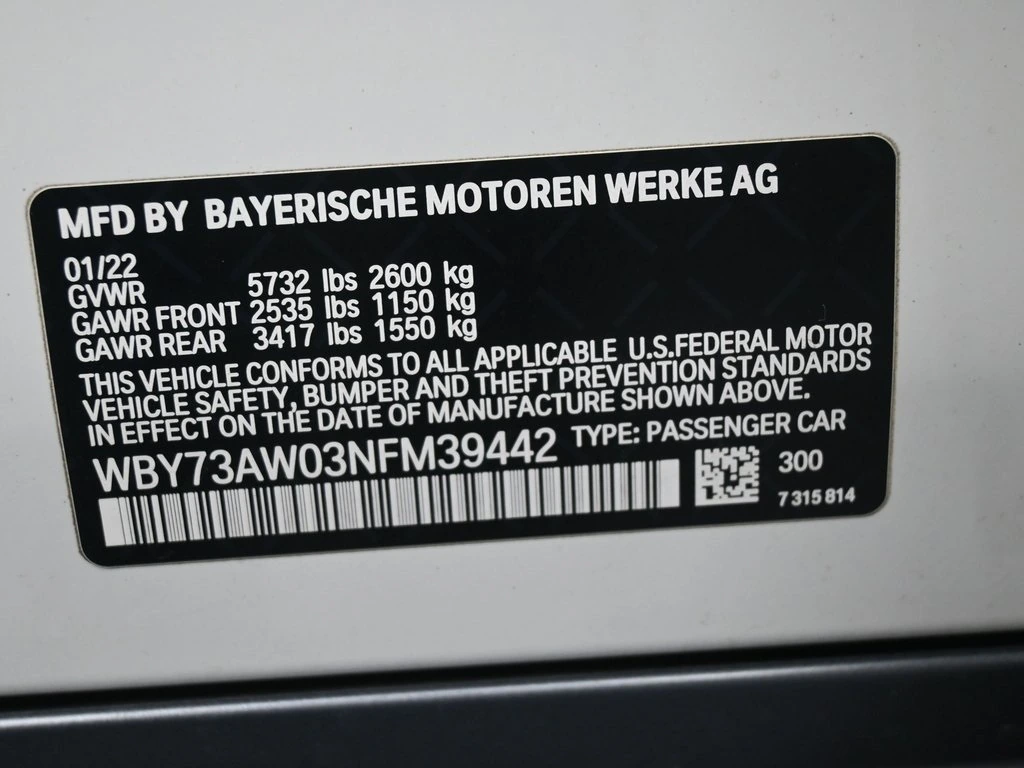 MFD BY BAYERISCHE MOTOREN WERKE AG
01/22
GVWR 5732 lbs 2600 kg
GAWR FRONT 2535 lbs 1150 kg
GAWR REAR 3417 lbs 1550 kg
THIS VEHICLE CONFORMS TO ALL APPLICABLE U.S.FEDERAL MOTOR
VEHICLE SAFETY, BUMPER AND THEFT PREVENTION STANDARDS
IN EFFECT ON THE DATE OF MANUFACTURE SHOWN ABOVE.
WBY73AW03NFM39442 TYPE: PASSENGER CAR
300
7 315 814